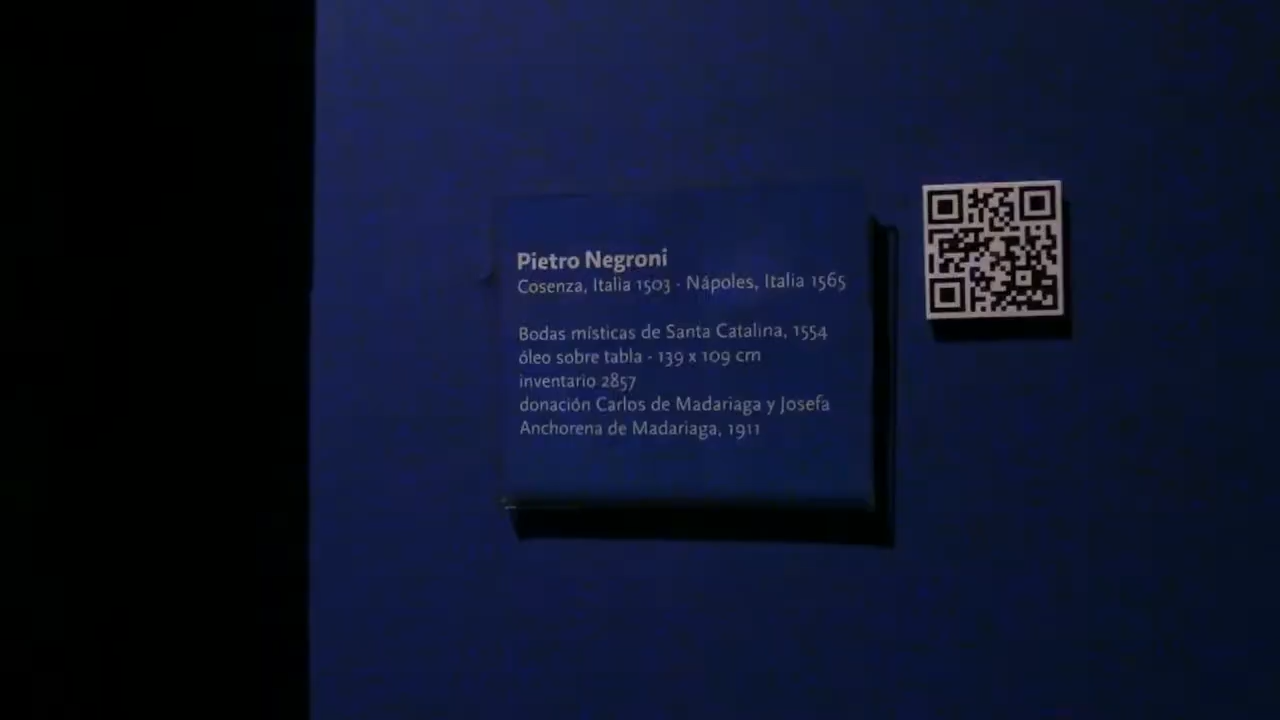 Pietro Negroni
Cosenza, Italia 1503 - Nápoles, Italia 1565
Bodas místicas de Santa Catalina, 1554
óleo sobre tabla - 139 x 109 cm
inventario 2857
donación Carlos de Madariaga y Josefa
Anchorena de Madariaga, 1911